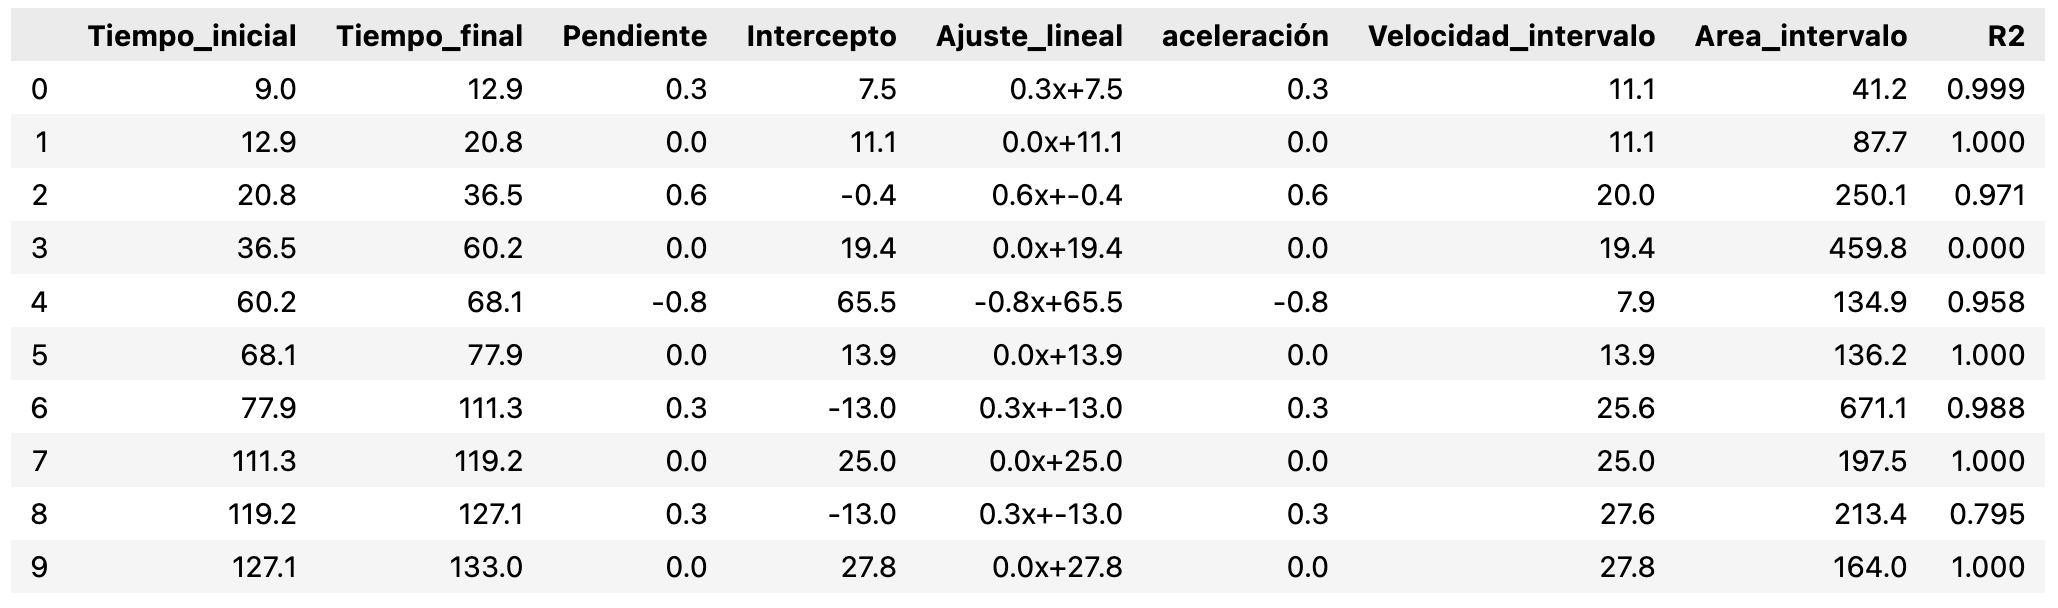 Tiempo_inicial Tiempo_final Pendiente Intercepto Ajuste_lineal aceleración Velocidad_intervalo Area_intervalo R2
0 9.0 12.9 0.3 7.5 0.3x+7.5 0.3 11.1 41.2 0.999
1 12.9 20.8 0.0 11.1 0.0x+11.1 0.0 11.1 87.7 1.000
2 20.8 36.5 0.6 -0.4 0.6x+-0.4 0.6 20.0 250.1 0.971
3 36.5 60.2 0.0 19.4 0.0x+19.4 0.0 19.4 459.8 0.000
4 60.2 68.1 -0.8 65.5 -0.8x+65.5 -0.8 7.9 134.9 0.958
5 68.1 77.9 0.0 13.9 0.0x+13.9 0.0 13.9 136.2 1.000
6 77.9 111.3 0.3 -13.0 0.3x+-13.0 0.3 25.6 671.1 0.988
7 111.3 119.2 0.0 25.0 0.0x+25.0 0.0 25.0 197.5 1.000
8 119.2 127.1 0.3 -13.0 0.3x+-13.0 0.3 27.6 213.4 0.795
9 127.1 133.0 0.0 27.8 0.0x+27.8 0.0 27.8 164.0 1.000